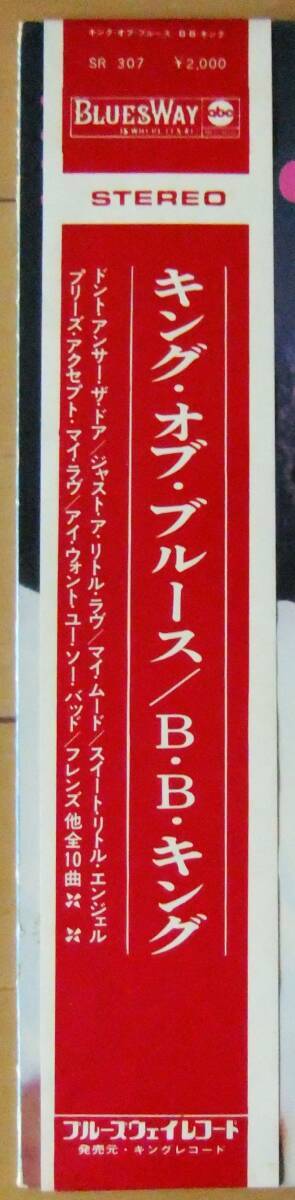 キング・オブ・ブルース BBキング
SR 307 ¥2,000
BLUESWAY abc
STEREO
キング・オブ・ブルース/B・B・キング
ドント アンサー・ザ・ドア/ジャスト・ア・リトル・ラヴ/マイ・ムード/スイート・リトル・エンジェル
プリーズ・アクセプト・マイ・ラヴ/アイ・ウォント・ユー・ソー・バッド/フレンズ 他全10曲
ブルースウェイレコード
発売元・キングレコード